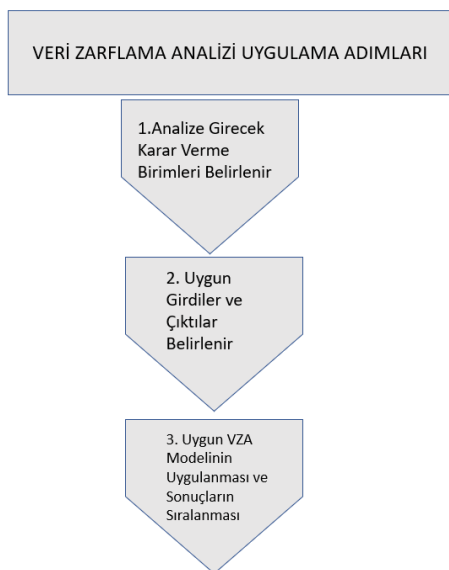 VERİ ZARFLAMA ANALİZİ UYGULAMA ADIMLARI
1.Analize Girecek
Karar Verme
Birimleri Belirlenir
2. Uygun
Girdiler ve
Çıktılar
Belirlenir
3. Uygun VZA
Modelinin
Uygulanması ve
Sonuçların
Sıralanması